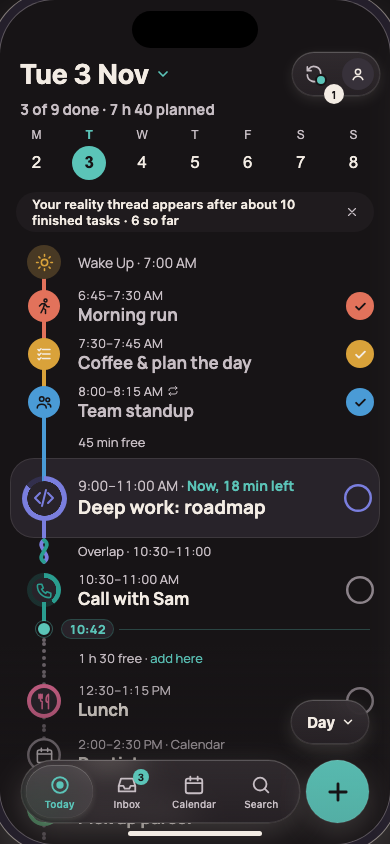 Tue 3 Nov
1
3 of 9 done · 7 h 40 planned
M T W T F S S
2 3 4 5 6 7 8
Your reality thread appears after about 10
finished tasks · 6 so far
Wake Up · 7:00 AM
6:45–7:30 AM
Morning run
7:30–7:45 AM
Coffee & plan the day
8:00–8:15 AM
Team standup
45 min free
9:00–11:00 AM · Now, 18 min left
Deep work: roadmap
Overlap · 10:30–11:00
10:30–11:00 AM
Call with Sam
10:42
1 h 30 free · add here
12:30–1:15 PM
Lunch
Day
2:00–2:30 PM · Calendar
3
Today Inbox Calendar Search